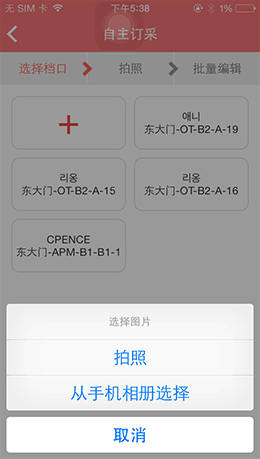 无 SIM 卡 下午5:38 1%
自主订采
选择档口 拍照 批量编辑
+
애니
东大门-OT-B2-A-19
리옹
东大门-OT-B2-A-15
리옹
东大门-OT-B2-A-16
CPENCE
东大门-APM-B1-B1-1
选择图片
拍照
从手机相册选择
取消